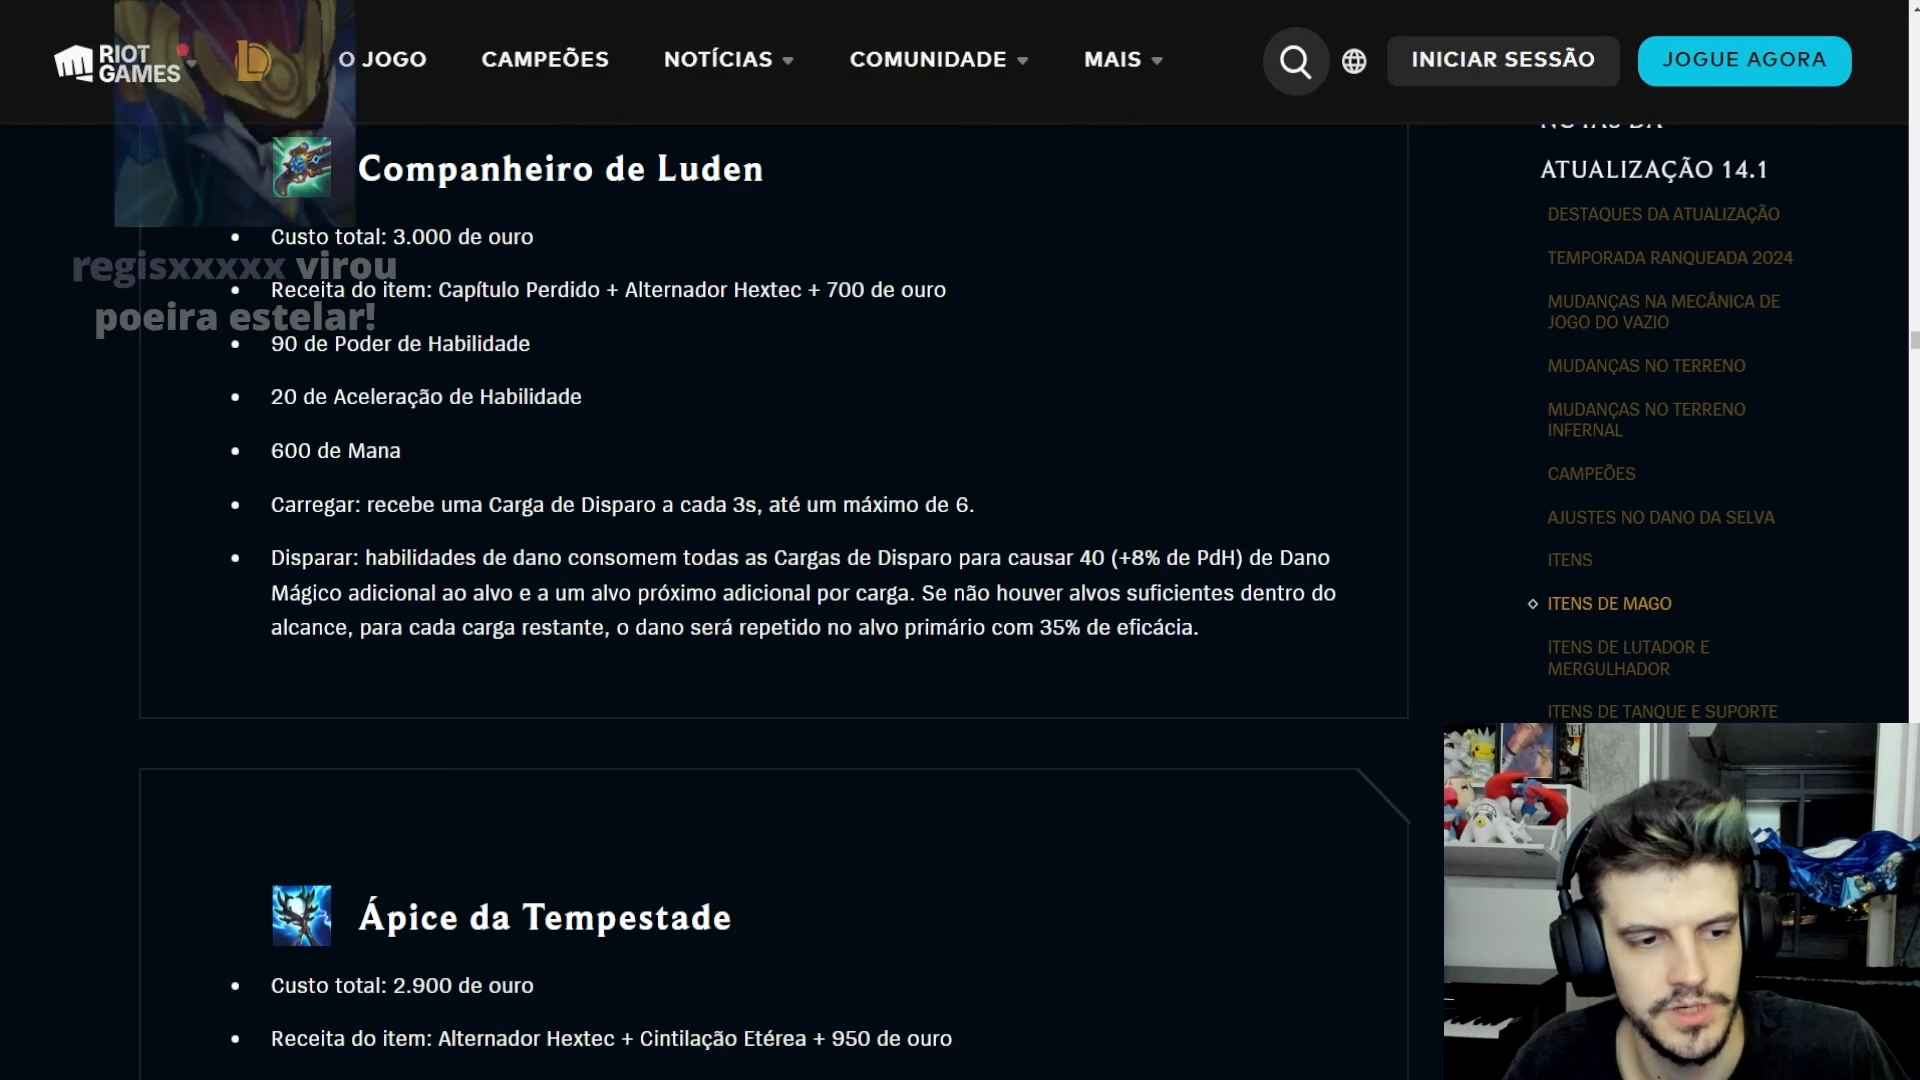 RIOT GAMES
O JOGO
CAMPEÕES
NOTÍCIAS
COMUNIDADE
MAIS
INICIAR SESSÃO
JOGUE AGORA
Companheiro de Luden
Custo total: 3.000 de ouro
regisxxxxx virou
poeira estelar!
Receita do item: Capítulo Perdido + Alternador Hextec + 700 de ouro
90 de Poder de Habilidade
20 de Aceleração de Habilidade
600 de Mana
Carregar: recebe uma Carga de Disparo a cada 3s, até um máximo de 6.
Disparar: habilidades de dano consomem todas as Cargas de Disparo para causar 40 (+8% de PdH) de Dano
Mágico adicional ao alvo e a um alvo próximo adicional por carga. Se não houver alvos suficientes dentro do
alcance, para cada carga restante, o dano será repetido no alvo primário com 35% de eficácia.
Ápice da Tempestade
Custo total: 2.900 de ouro
Receita do item: Alternador Hextec + Cintilação Etérea + 950 de ouro
NOTAS DA
ATUALIZAÇÃO 14.1
DESTAQUES DA ATUALIZAÇÃO
TEMPORADA RANQUEADA 2024
MUDANÇAS NA MECÂNICA DE
JOGO DO VAZIO
MUDANÇAS NO TERRENO
MUDANÇAS NO TERRENO
INFERNAL
CAMPEÕES
AJUSTES NO DANO DA SELVA
ITENS
ITENS DE MAGO
ITENS DE LUTADOR E
MERGULHADOR
ITENS DE TANQUE E SUPORTE